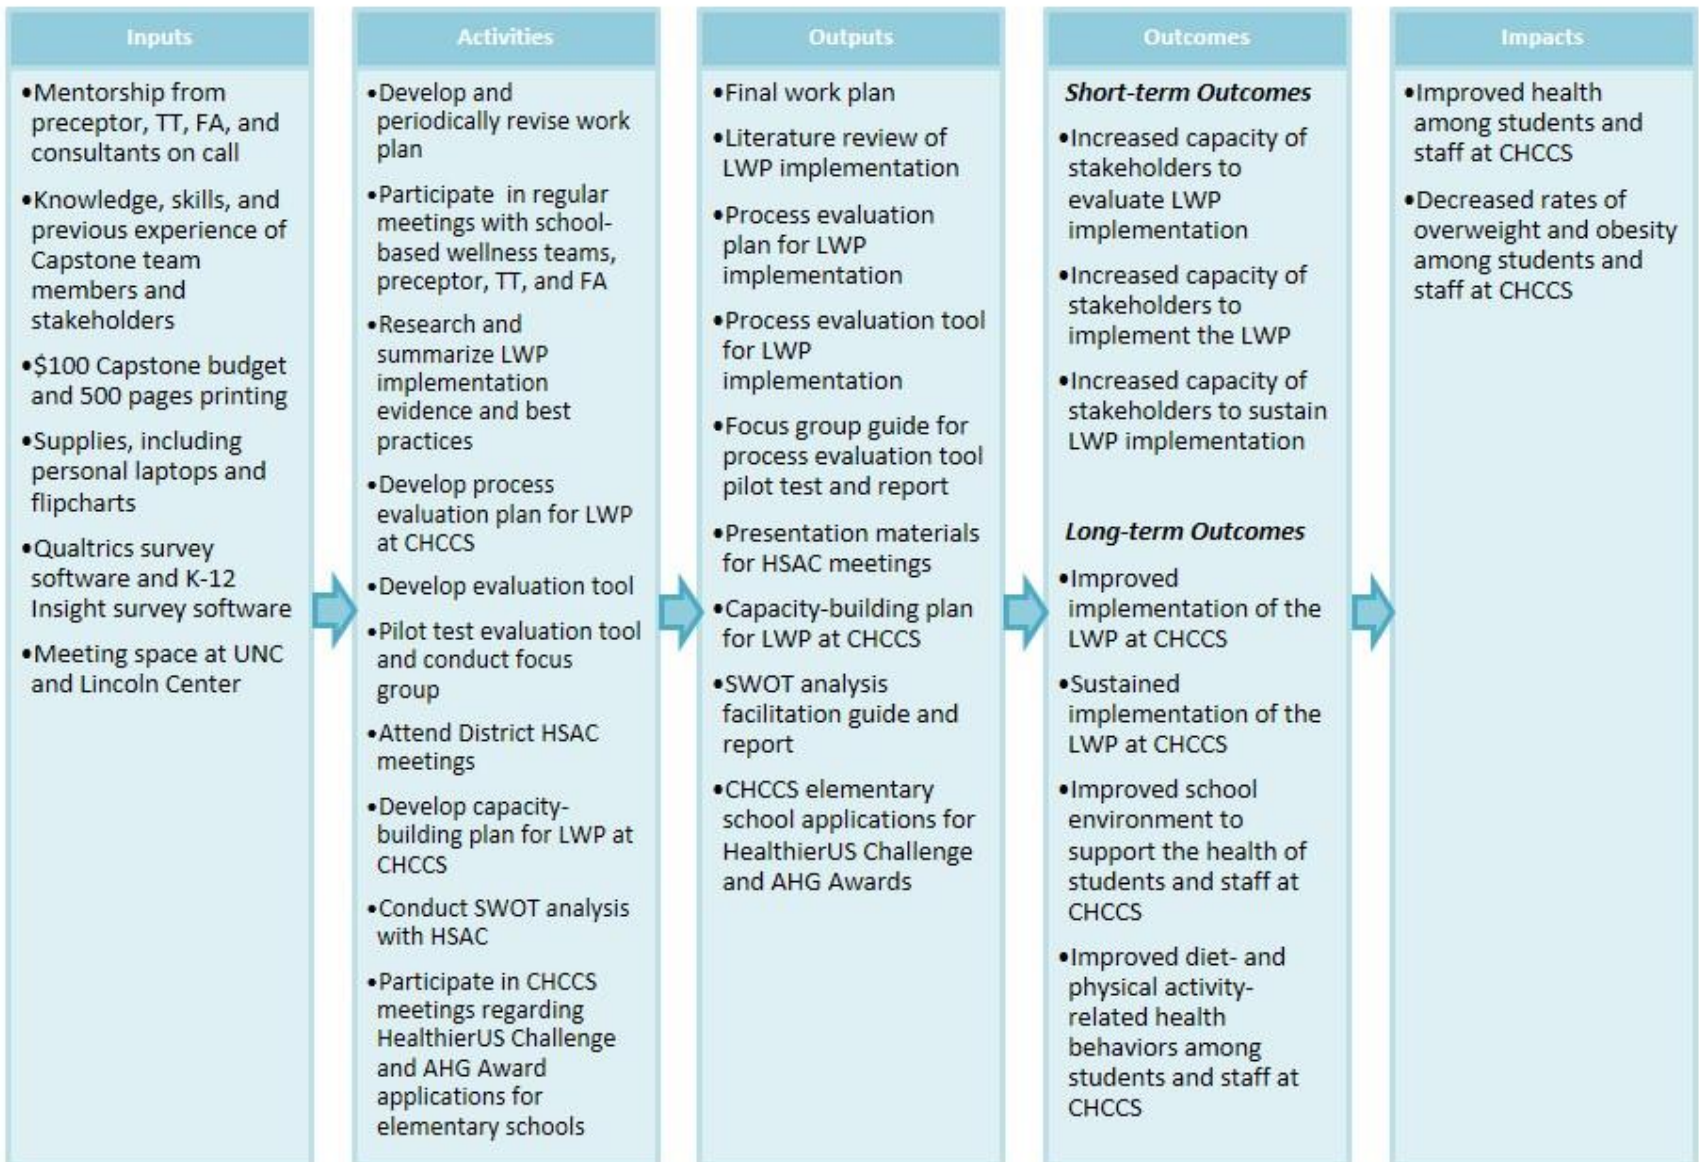 Inputs
•Mentorship from
preceptor, TT, FA, and
consultants on call
•Knowledge, skills, and
previous experience of
Capstone team
members and
stakeholders
•$100 Capstone budget
and 500 pages printing
•Supplies, including
personal laptops and
flipcharts
•Qualtrics survey
software and K-12
Insight survey software
•Meeting space at UNC
and Lincoln Center
Activities
•Develop and
periodically revise work
plan
•Participate in regular
meetings with school-
based wellness teams,
preceptor, TT, and FA
•Research and
summarize LWP
implementation
evidence and best
practices
•Develop process
evaluation plan for LWP
at CHCCS
•Develop evaluation tool
•Pilot test evaluation tool
and conduct focus
group
•Attend District HSAC
meetings
•Develop capacity-
building plan for LWP at
CHCCS
•Conduct SWOT analysis
with HSAC
•Participate in CHCCS
meetings regarding
HealthierUS Challenge
and AHG Award
applications for
elementary schools
Outputs
•Final work plan
•Literature review of
LWP implementation
•Process evaluation
plan for LWP
implementation
•Process evaluation tool
for LWP
implementation
•Focus group guide for
process evaluation tool
pilot test and report
•Presentation materials
for HSAC meetings
•Capacity-building plan
for LWP at CHCCS
•SWOT analysis
facilitation guide and
report
•CHCCS elementary
school applications for
HealthierUS Challenge
and AHG Awards
Outcomes
Short-term Outcomes
•Increased capacity of
stakeholders to
evaluate LWP
implementation
•Increased capacity of
stakeholders to
implement the LWP
•Increased capacity of
stakeholders to sustain
LWP implementation
Long-term Outcomes
•Improved
implementation of the
LWP at CHCCS
•Sustained
implementation of the
LWP at CHCCS
•Improved school
environment to
support the health of
students and staff at
CHCCS
•Improved diet- and
physical activity-
related health
behaviors among
students and staff at
CHCCS
Impacts
•Improved health
among students and
staff at CHCCS
•Decreased rates of
overweight and obesity
among students and
staff at CHCCS